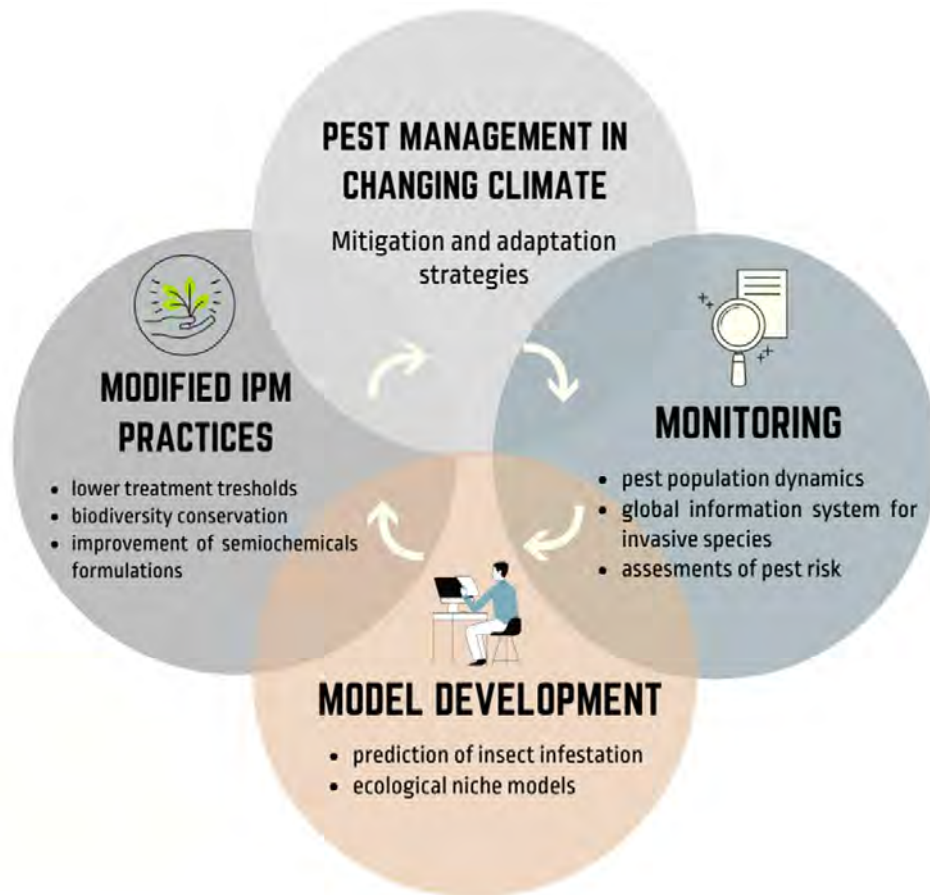 PEST MANAGEMENT IN
CHANGING CLIMATE
Mitigation and adaptation
strategies
MODIFIED IPM
PRACTICES
• lower treatment tresholds
• biodiversity conservation
• improvement of semiochemicals
formulations
MONITORING
• pest population dynamics
• global information system for
invasive species
• assesments of pest risk
MODEL DEVELOPMENT
• prediction of insect infestation
• ecological niche models